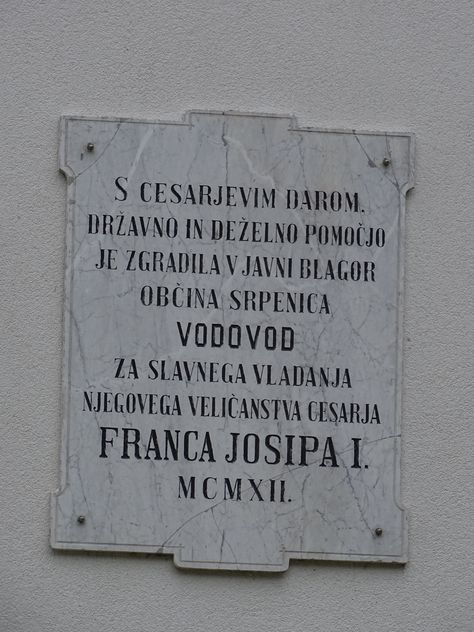 S CESARJEVIM DAROM.
DRŽAVNO IN DEŽELNO POMOČJO
JE ZGRADILA V JAVNI BLAGOR
OBČINA SRPENICA
VODOVOD
ZA SLAVNEGA VLADANJA
NJEGOVEGA VELIČANSTVA CESARJA
FRANCA JOSIPA I.
MCMXII.